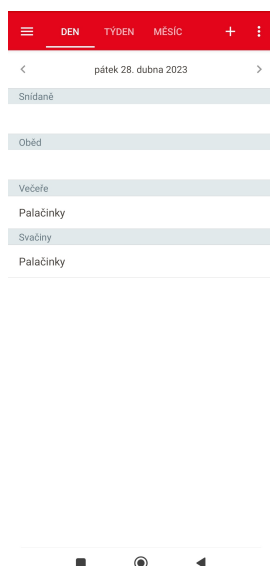 DEN TÝDEN MĚSÍC
pátek 28. dubna 2023
Snídaně
Oběd
Večeře
Palačinky
Svačiny
Palačinky